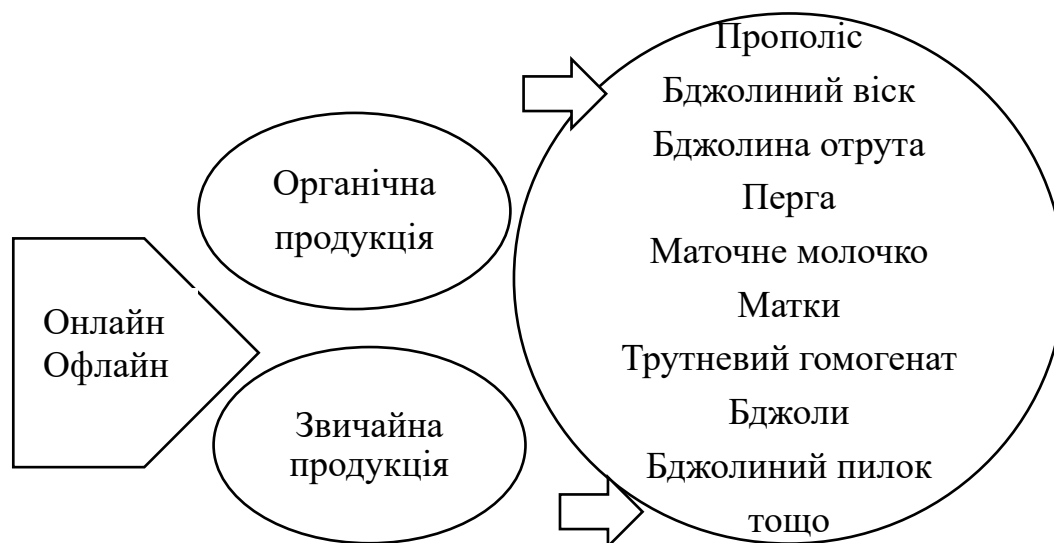 Онлайн
Офлайн
Органічна
продукція
Звичайна
продукція
Прополіс
Бджолиний віск
Бджолина отрута
Перга
Маточне молочко
Матки
Трутневий гомогенат
Бджоли
Бджолиний пилок
тощо